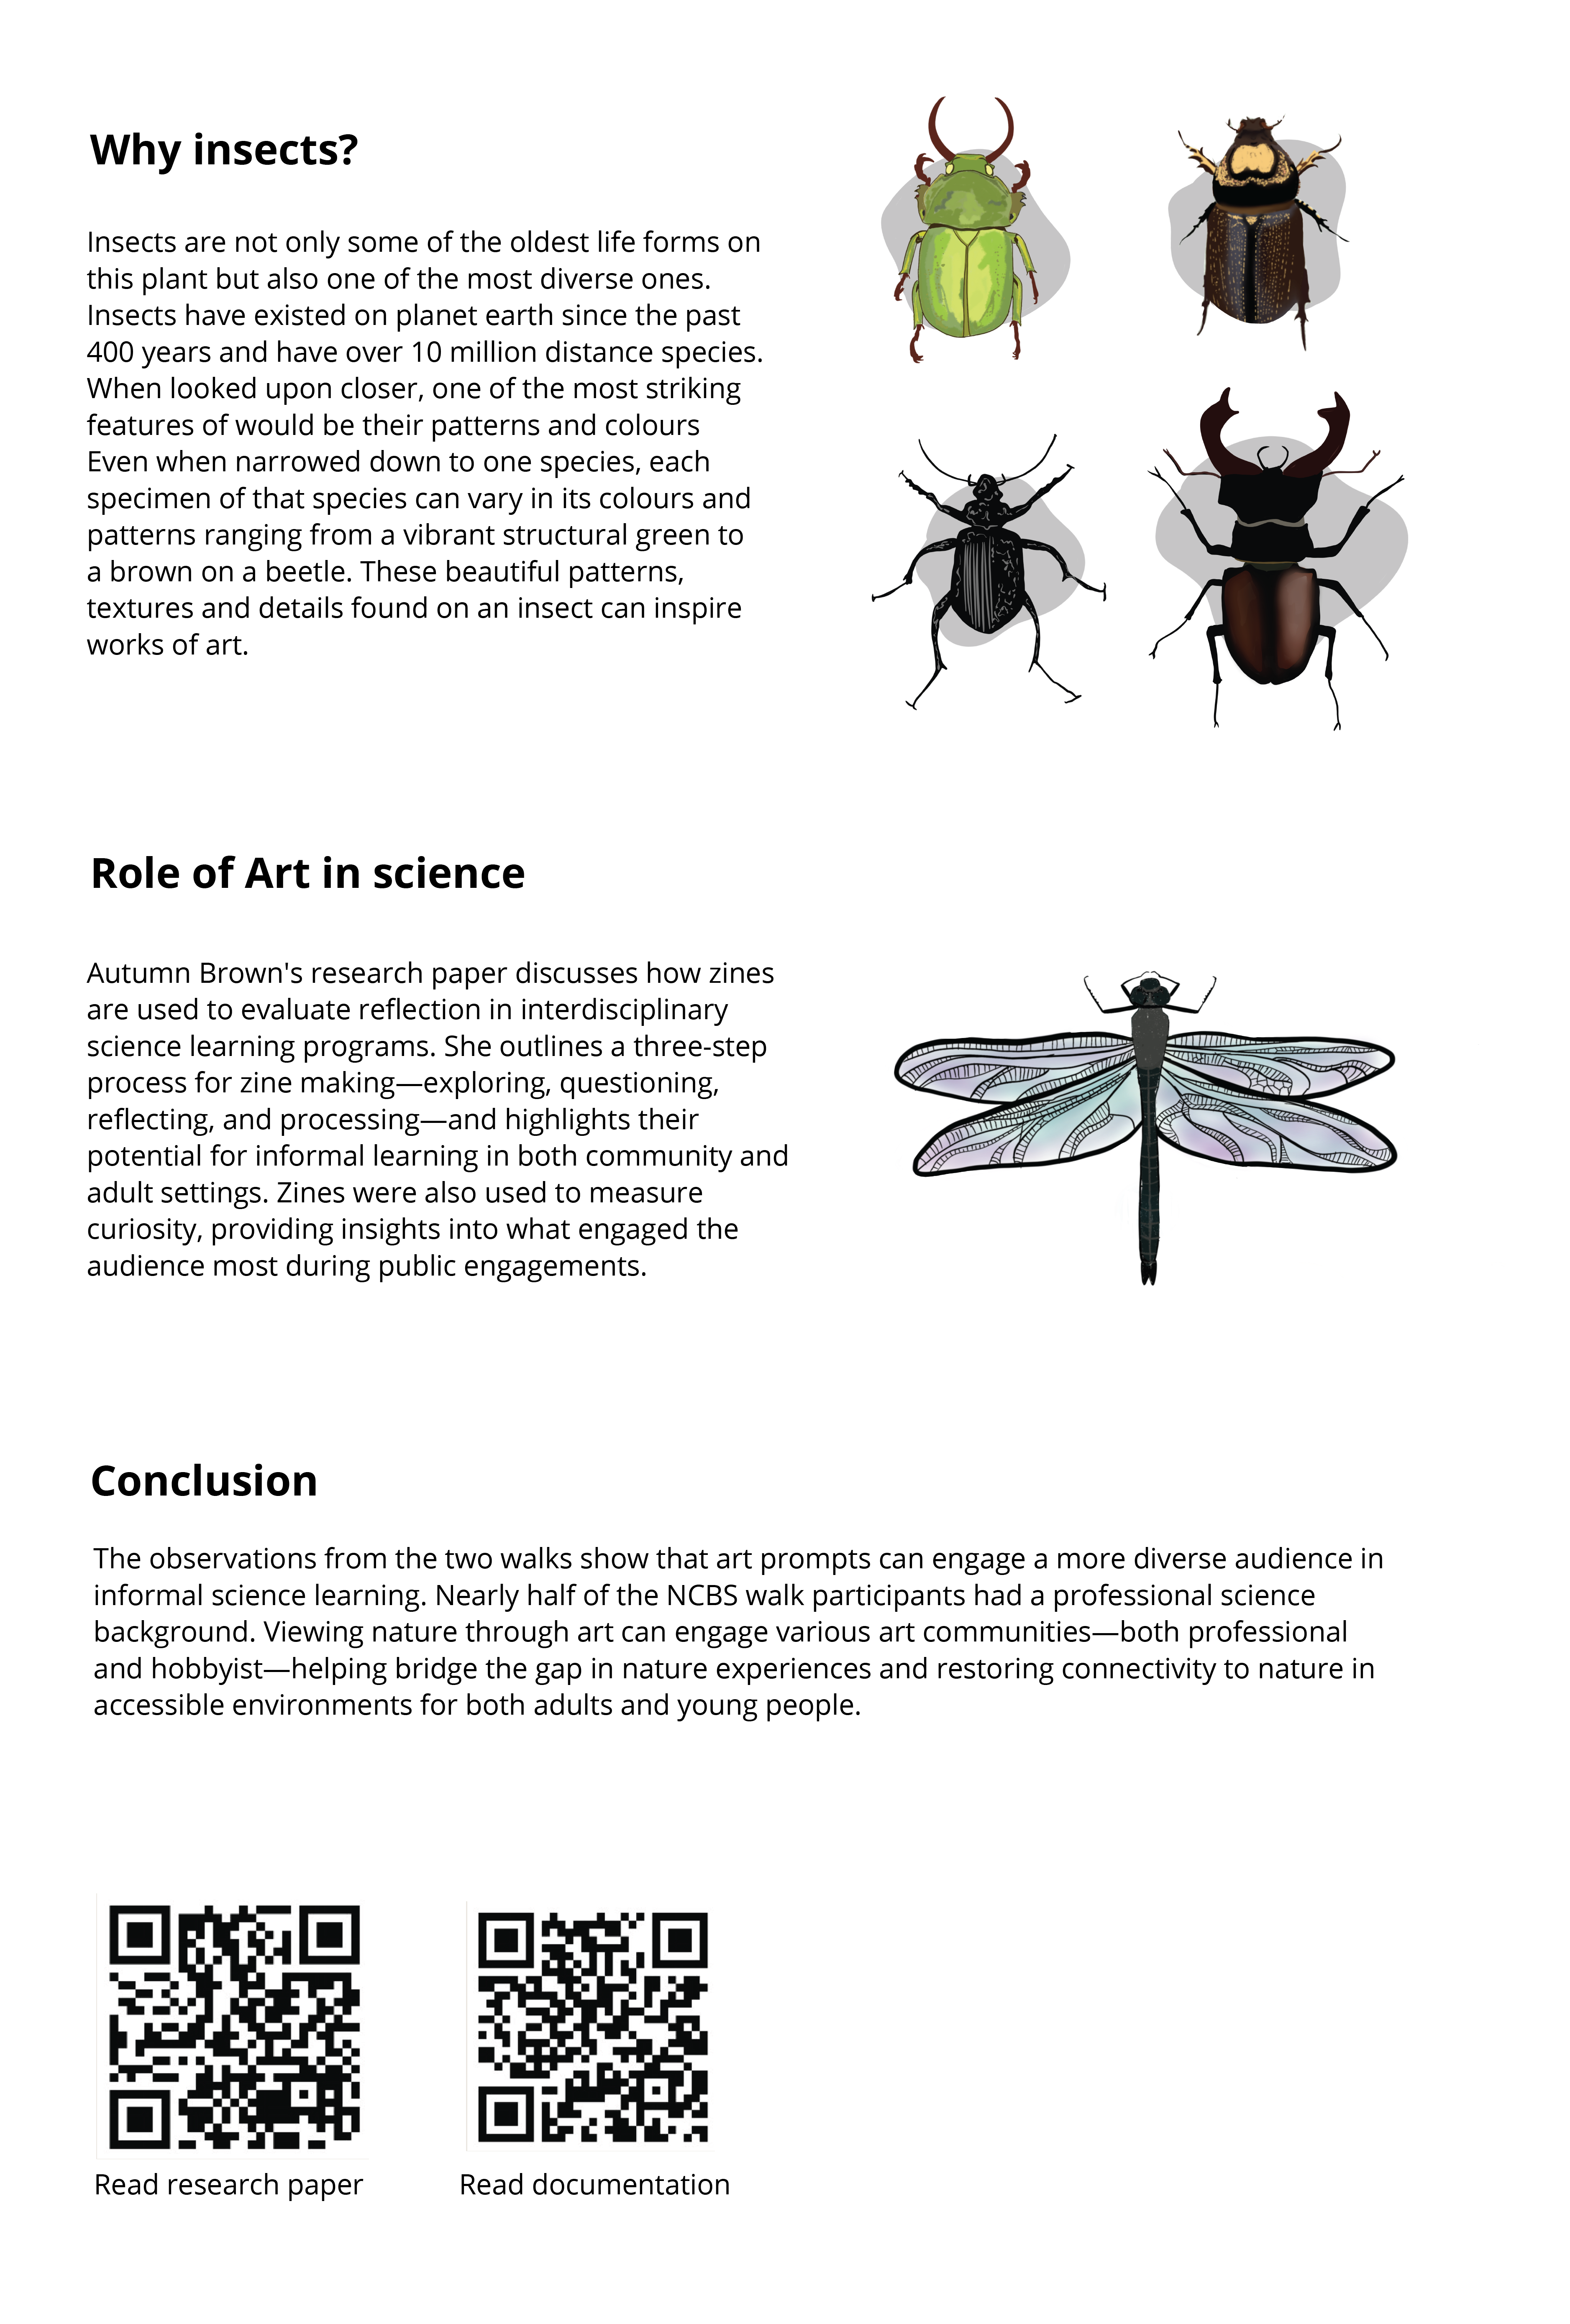 Why insects?
Insects are not only some of the oldest life forms on
this plant but also one of the most diverse ones.
Insects have existed on planet earth since the past
400 years and have over 10 million distance species.
When looked upon closer, one of the most striking
features of would be their patterns and colours
Even when narrowed down to one species, each
specimen of that species can vary in its colours and
patterns ranging from a vibrant structural green to
a brown on a beetle. These beautiful patterns,
textures and details found on an insect can inspire
works of art.
Role of Art in science
Autumn Brown's research paper discusses how zines
are used to evaluate reflection in interdisciplinary
science learning programs. She outlines a three-step
process for zine making—exploring, questioning,
reflecting, and processing—and highlights their
potential for informal learning in both community and
adult settings. Zines were also used to measure
curiosity, providing insights into what engaged the
audience most during public engagements.
Conclusion
The observations from the two walks show that art prompts can engage a more diverse audience in
informal science learning. Nearly half of the NCBS walk participants had a professional science
background. Viewing nature through art can engage various art communities—both professional
and hobbyist—helping bridge the gap in nature experiences and restoring connectivity to nature in
accessible environments for both adults and young people.
Read research paper
Read documentation